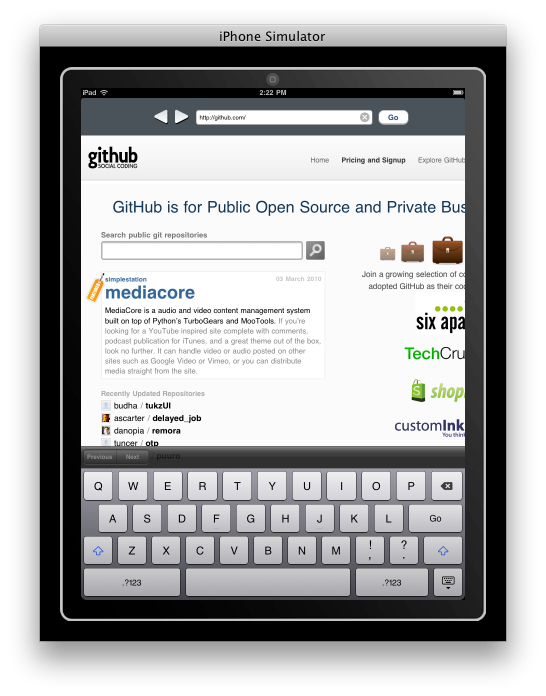 iPhone Simulator
iPad 2:22 PM
http://github.com/ Go
github
SOCIAL CODING
Home Pricing and Signup Explore GitHub
GitHub is for Public Open Source and Private Bus
Search public git repositories
Join a growing selection of co
adopted GitHub as their cod
simplestation 03 March 2010
mediacore
MediaCore is a audio and video content management system
built on top of Python's TurboGears and MooTools. If you're
looking for a YouTube inspired site complete with comments,
podcast publication for iTunes, and a great theme out of the box,
look no further. It can handle video or audio posted on other
sites such as Google Video or Vimeo, or you can distribute
media straight from the site.
six apa
TechCru
shop
customInk
You thin
Recently Updated Repositories
budha / tukzUI
ascarter / delayed_job
danopia / remora
tuncer / otp
Previous Next
Q W E R T Y U I O P
A S D F G H J K L Go
Z X C V B N M ! , ? .
.?123 .?123